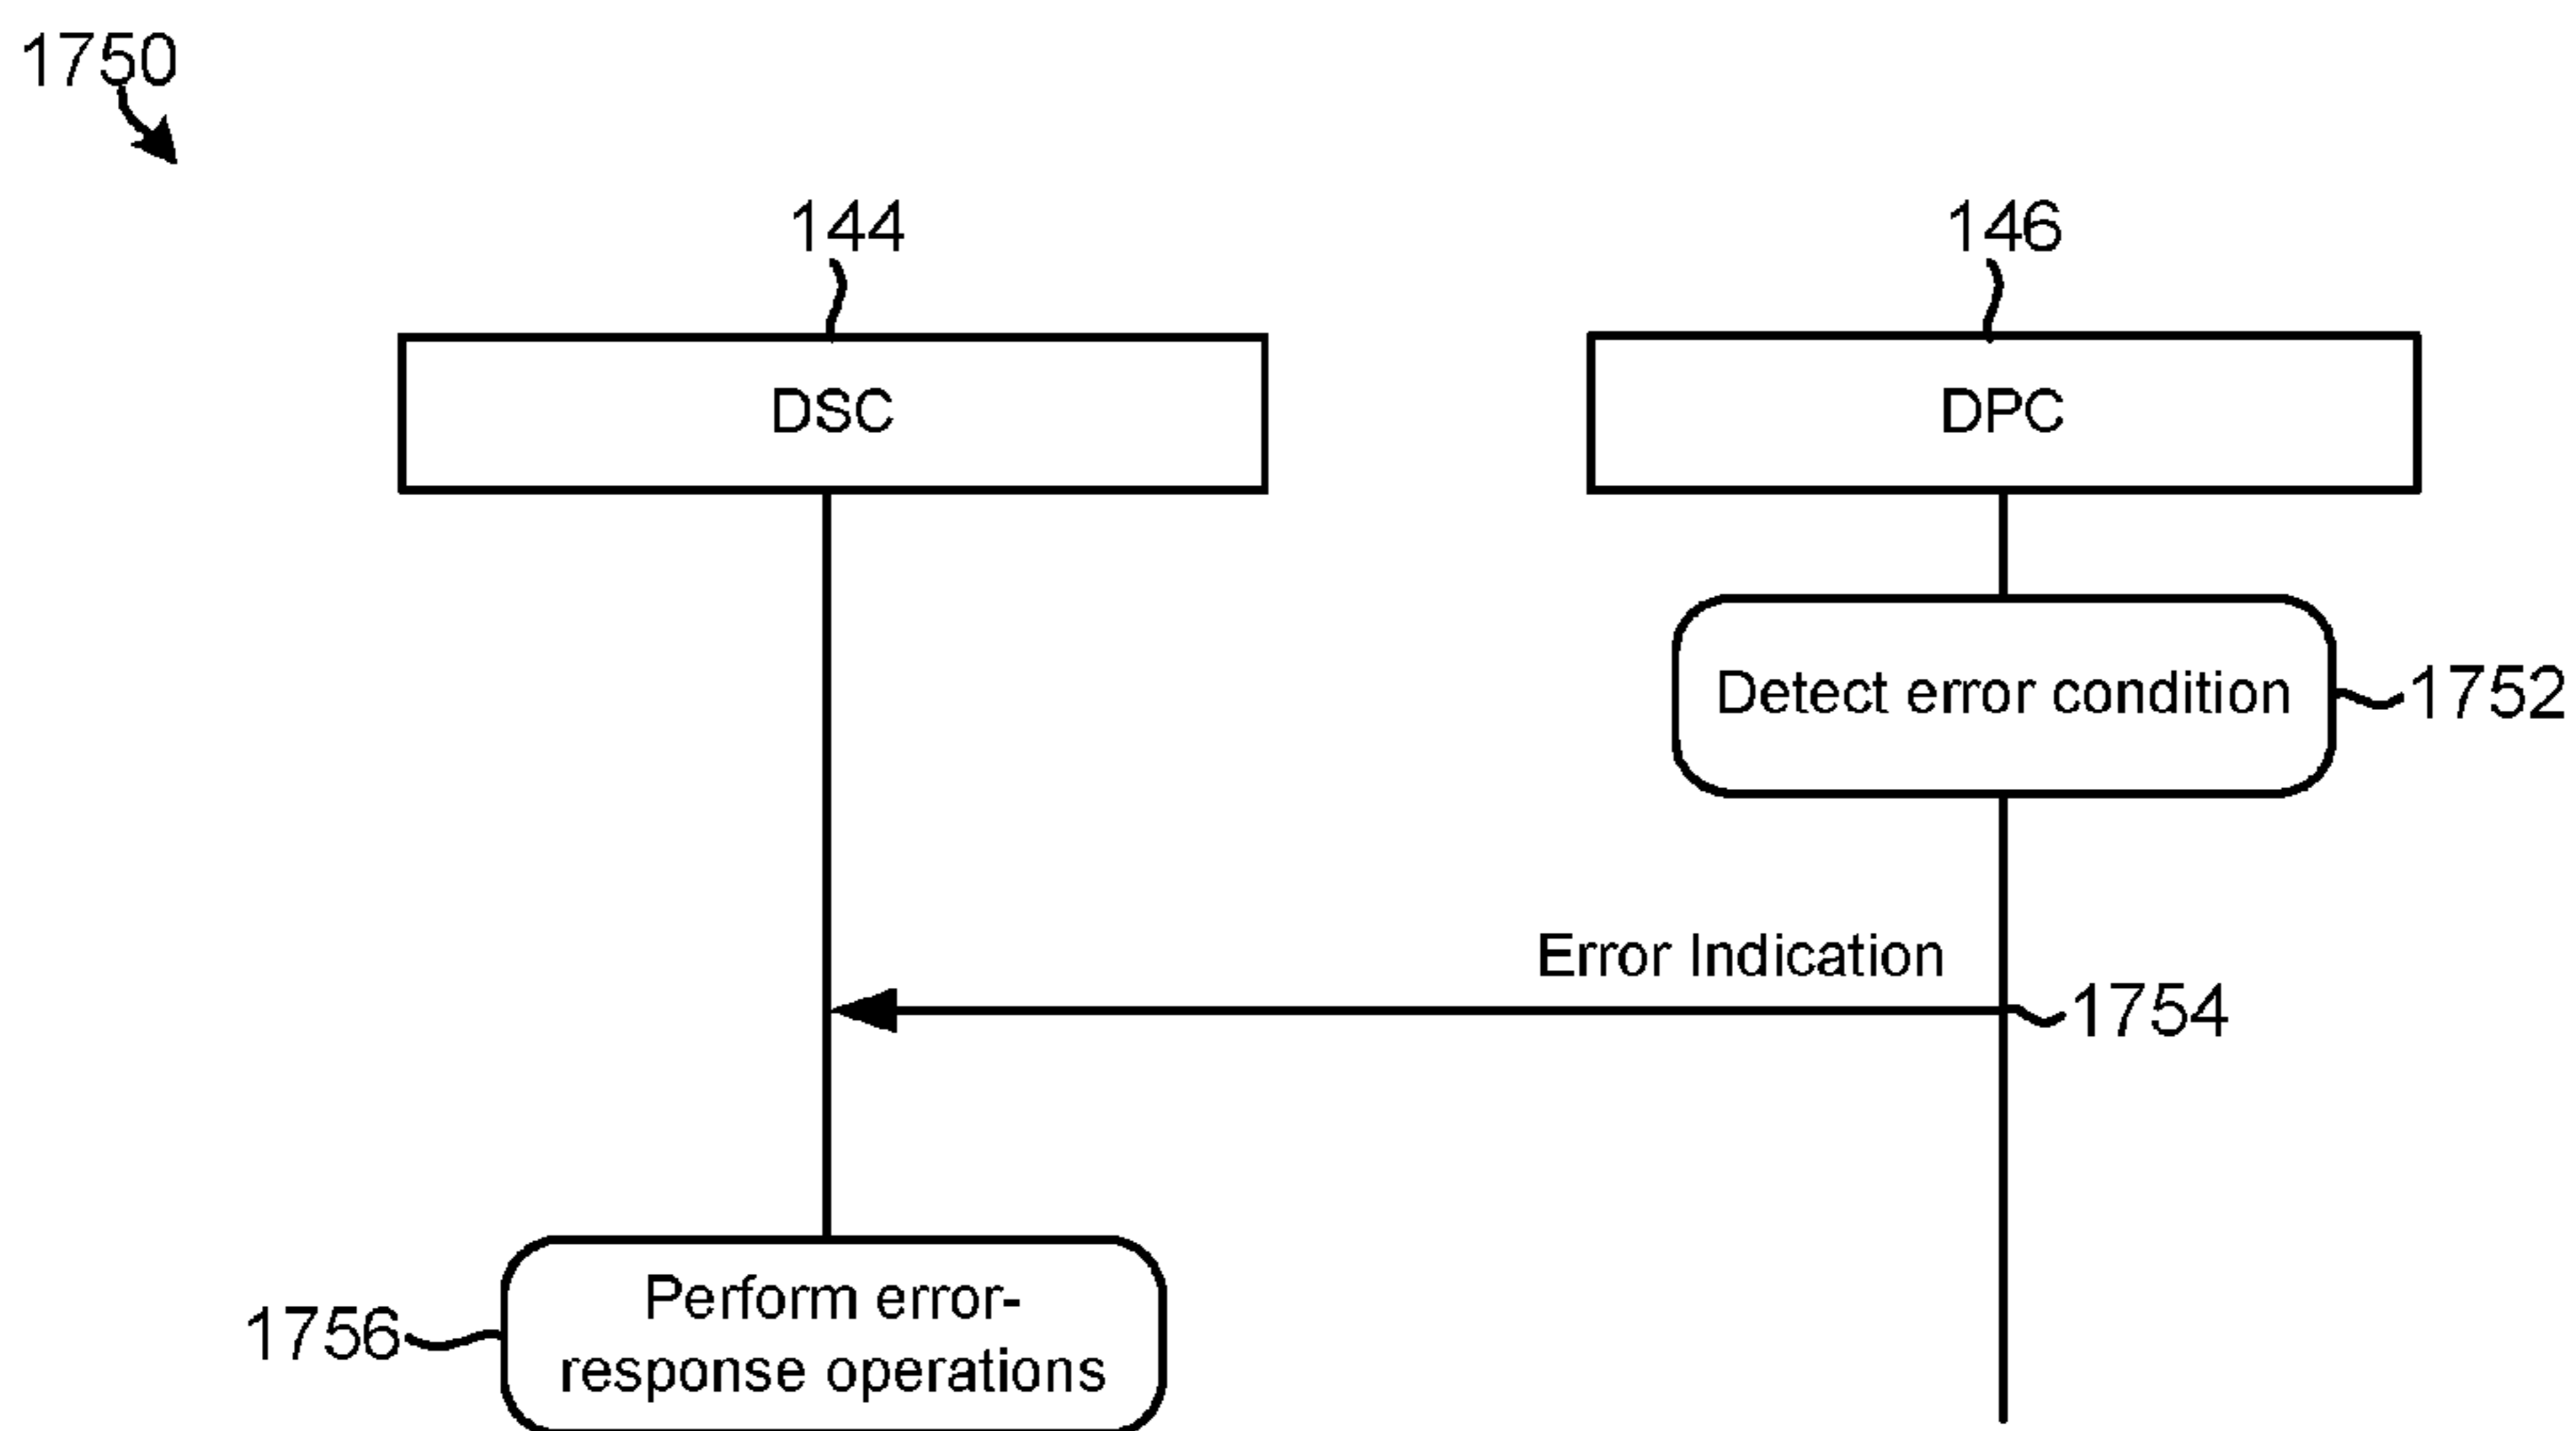 1750
144
146
DSC
DPC
Detect error condition
1752
Error Indication
1754
Perform error-
response operations
1756